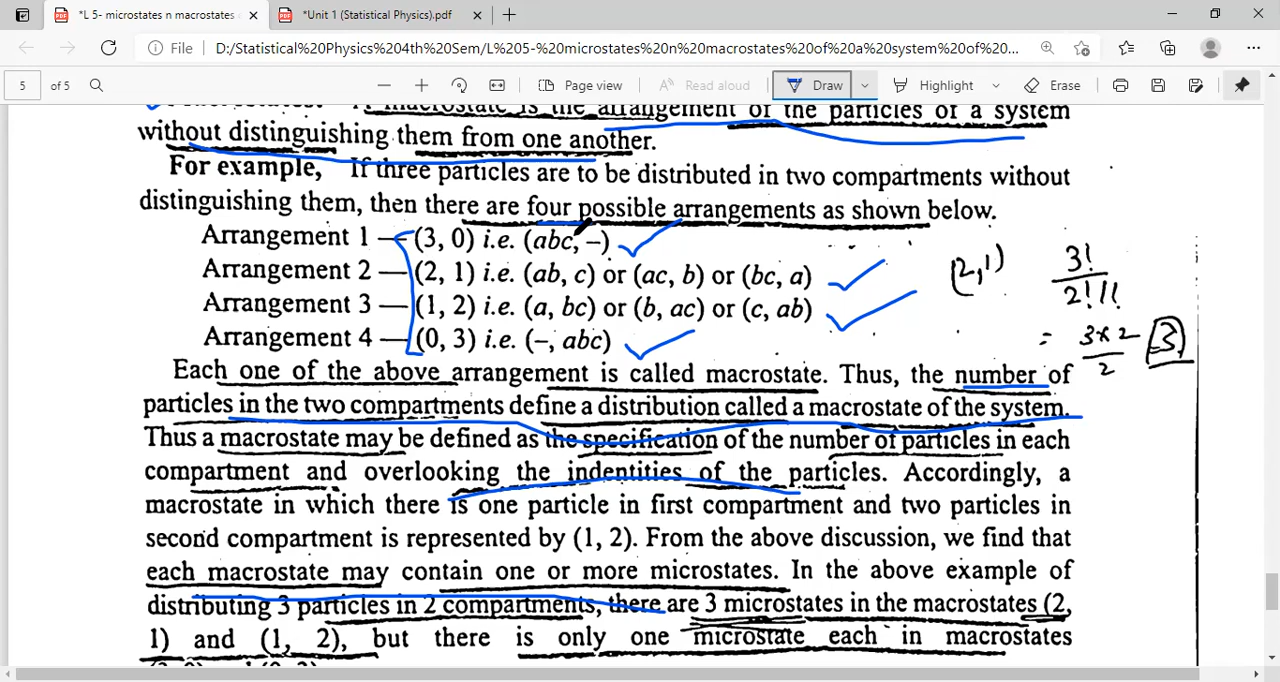 *L 5- microstates n macrostates
*Unit 1 (Statistical Physics).pdf
File D:/Statistical%20Physics%204th%20Sem/L%205-%20microstates%20n%20macrostates%20of%20a%20system%20of%20...
5 of 5 Page view Read aloud Draw Highlight Erase
macrostate is the arrangement of the particles of a system
without distinguishing them from one another.
For example, If three particles are to be distributed in two compartments without
distinguishing them, then there are four possible arrangements as shown below.
Arrangement 1 — (3, 0) i.e. (abc, –)
Arrangement 2 — (2, 1) i.e. (ab, c) or (ac, b) or (bc, a)
Arrangement 3 — (1, 2) i.e. (a, bc) or (b, ac) or (c, ab)
Arrangement 4 — (0, 3) i.e. (–, abc)
(2,1) 3!
2! 1!
= 3×2 3
2
Each one of the above arrangement is called macrostate. Thus, the number of
particles in the two compartments define a distribution called a macrostate of the system.
Thus a macrostate may be defined as the specification of the number of particles in each
compartment and overlooking the indentities of the particles. Accordingly, a
macrostate in which there is one particle in first compartment and two particles in
second compartment is represented by (1, 2). From the above discussion, we find that
each macrostate may contain one or more microstates. In the above example of
distributing 3 particles in 2 compartments, there are 3 microstates in the macrostates (2,
1) and (1, 2), but there is only one microstate each in macrostates